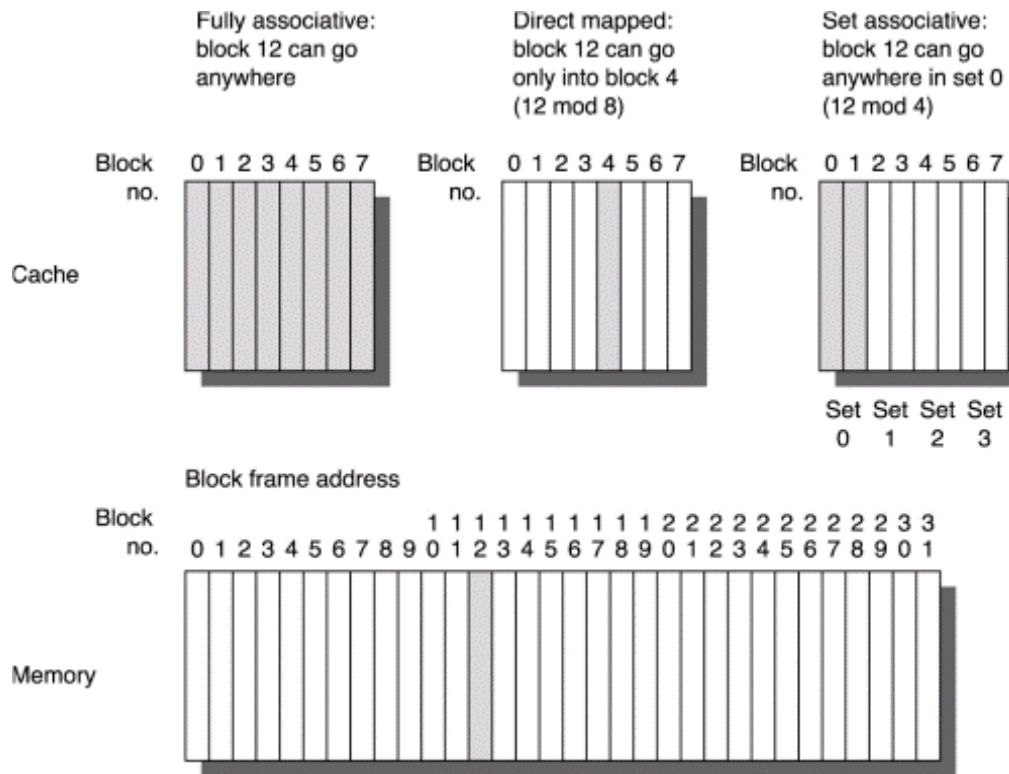 Fully associative:
block 12 can go
anywhere
Direct mapped:
block 12 can go
only into block 4
(12 mod 8)
Set associative:
block 12 can go
anywhere in set 0
(12 mod 4)
Block
no.
0 1 2 3 4 5 6 7
Block
no.
0 1 2 3 4 5 6 7
Block
no.
0 1 2 3 4 5 6 7
Cache
Set Set Set Set
0 1 2 3
Block frame address
Block
no.
1 1 1 1 1 1 1 1 1 1 2 2 2 2 2 2 2 2 2 2 3 3
0 1 2 3 4 5 6 7 8 9 0 1 2 3 4 5 6 7 8 9 0 1 2 3 4 5 6 7 8 9 0 1
Memory